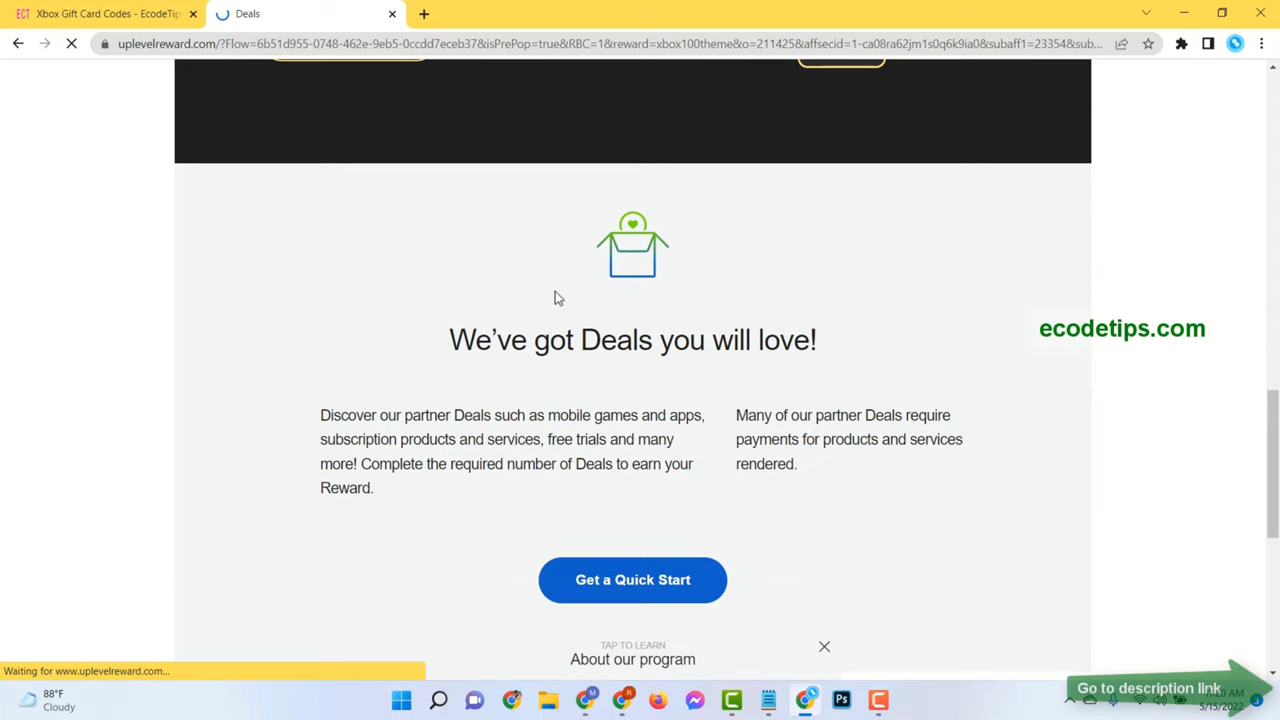 ECT Xbox Gift Card Codes - EcodeTip
Deals
uplevelreward.com/?Flow=6b51d955-0748-462e-9eb5-0ccdd7eceb37&isPrePop=true&RBC=1&reward=xbox100theme&o=211425&affsecid=1-ca08ra62jm1s0q6k9ia0&subaff1=23354&sub...
We've got Deals you will love!
ecodetips.com
Discover our partner Deals such as mobile games and apps,
subscription products and services, free trials and many
more! Complete the required number of Deals to earn your
Reward.
Many of our partner Deals require
payments for products and services
rendered.
Get a Quick Start
TAP TO LEARN
About our program
Waiting for www.uplevelreward.com...
Go to description link
88°F
Cloudy
5/15/2022